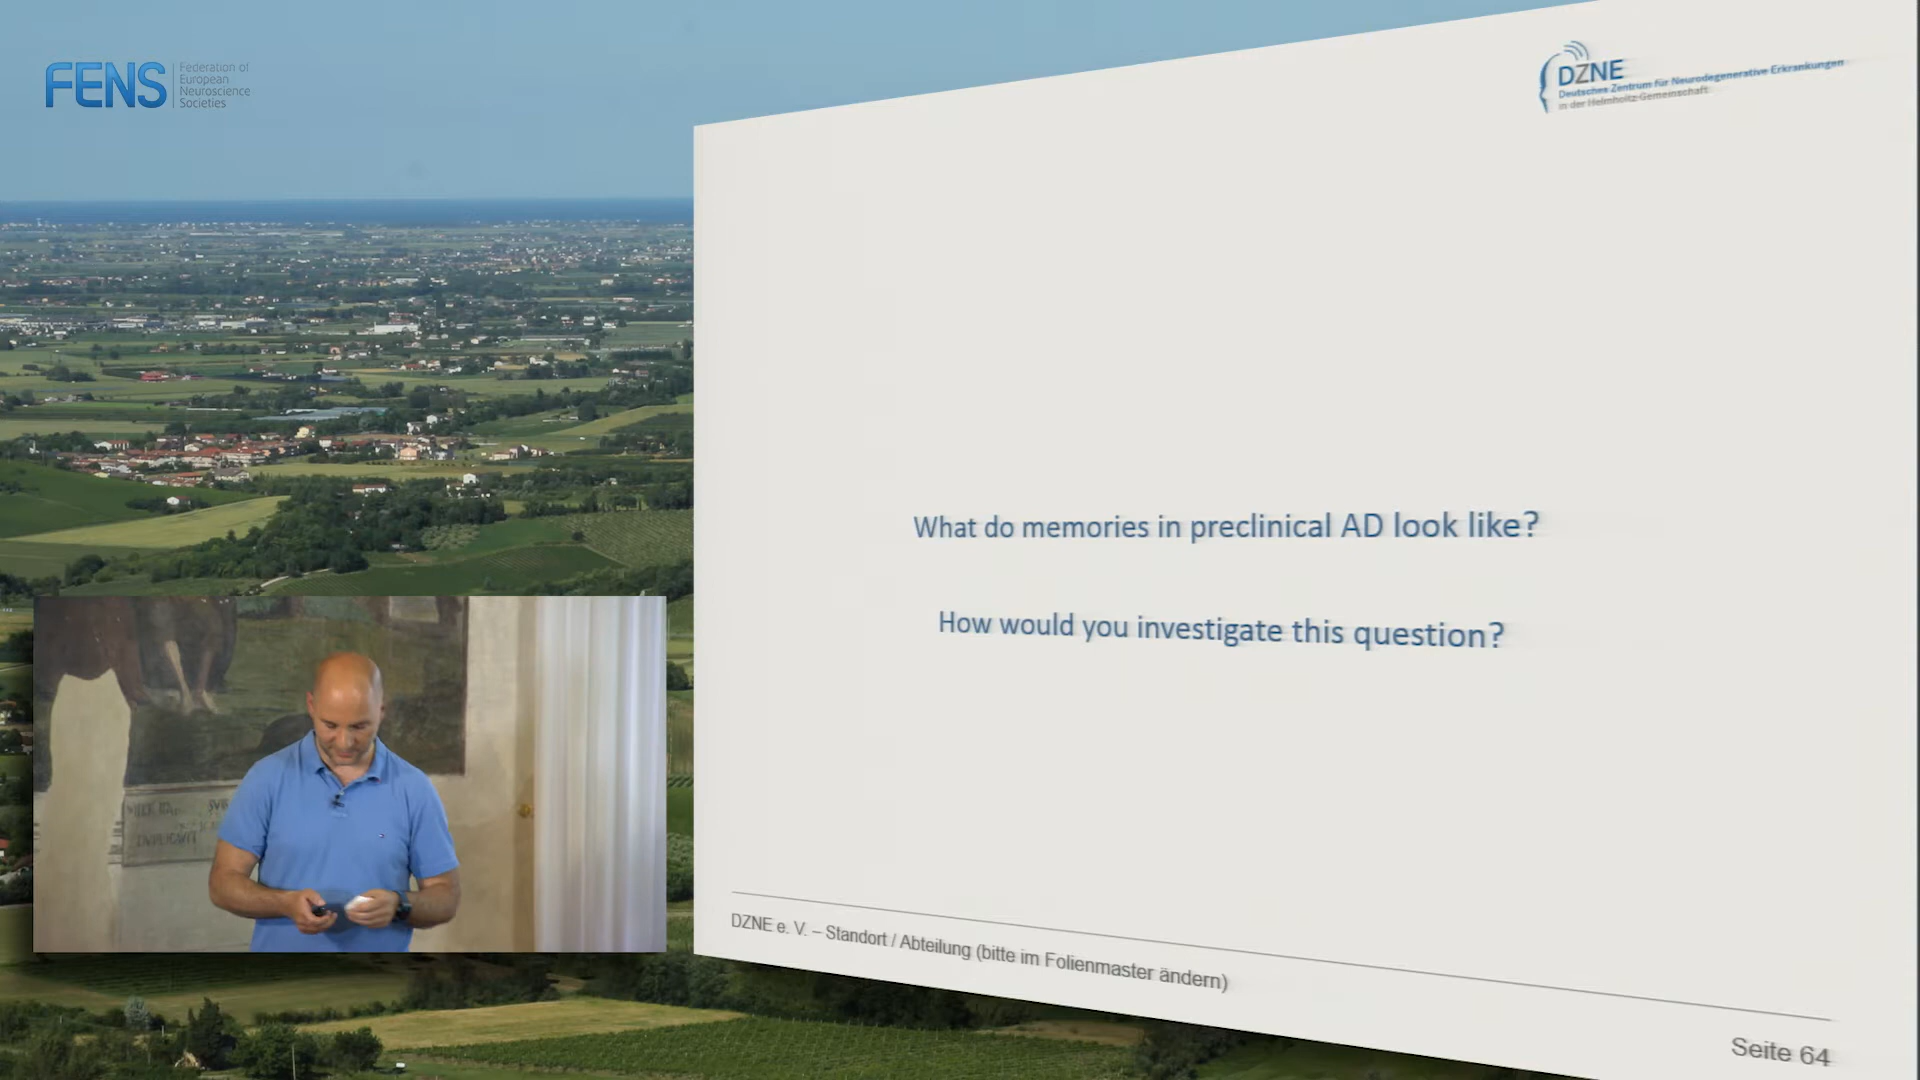 FENS
Federation of
European
Neuroscience
Societies
DZNE
Deutsches Zentrum für Neurodegenerative Erkrankungen
in der Helmholtz-Gemeinschaft
What do memories in preclinical AD look like?
How would you investigate this question?
DZNE e. V. – Standort / Abteilung (bitte im Folienmaster ändern)
Seite 64